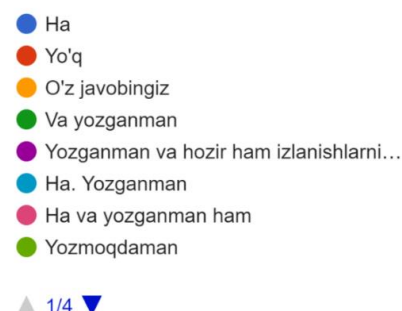 Ha
Yo'q
O'z javobingiz
Va yozganman
Yozganman va hozir ham izlanishlarni...
Ha. Yozganman
Ha va yozganman ham
Yozmoqdaman
1/4